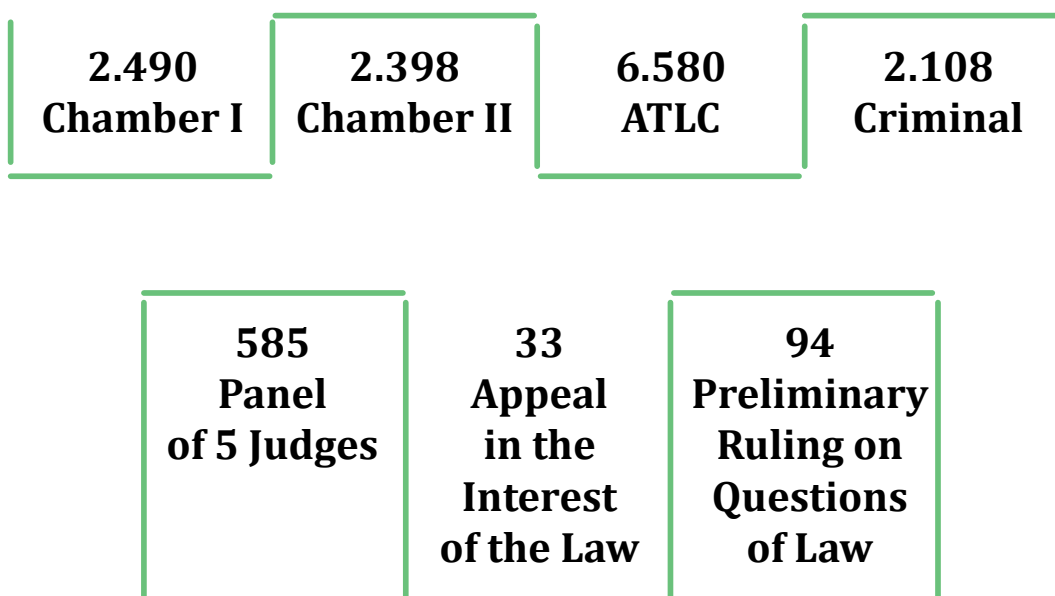 2.490
Chamber I
2.398
Chamber II
6.580
ATLC
2.108
Criminal
585
Panel
of 5 Judges
33
Appeal
in the
Interest
of the Law
94
Preliminary
Ruling on
Questions
of Law